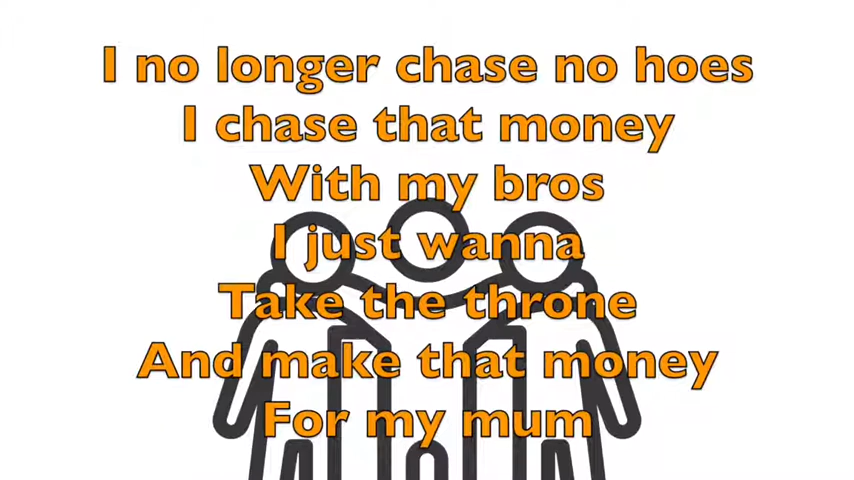 I no longer chase no hoes
I chase that money
With my bros
I just wanna
Take the throne
And make that money
For my mum